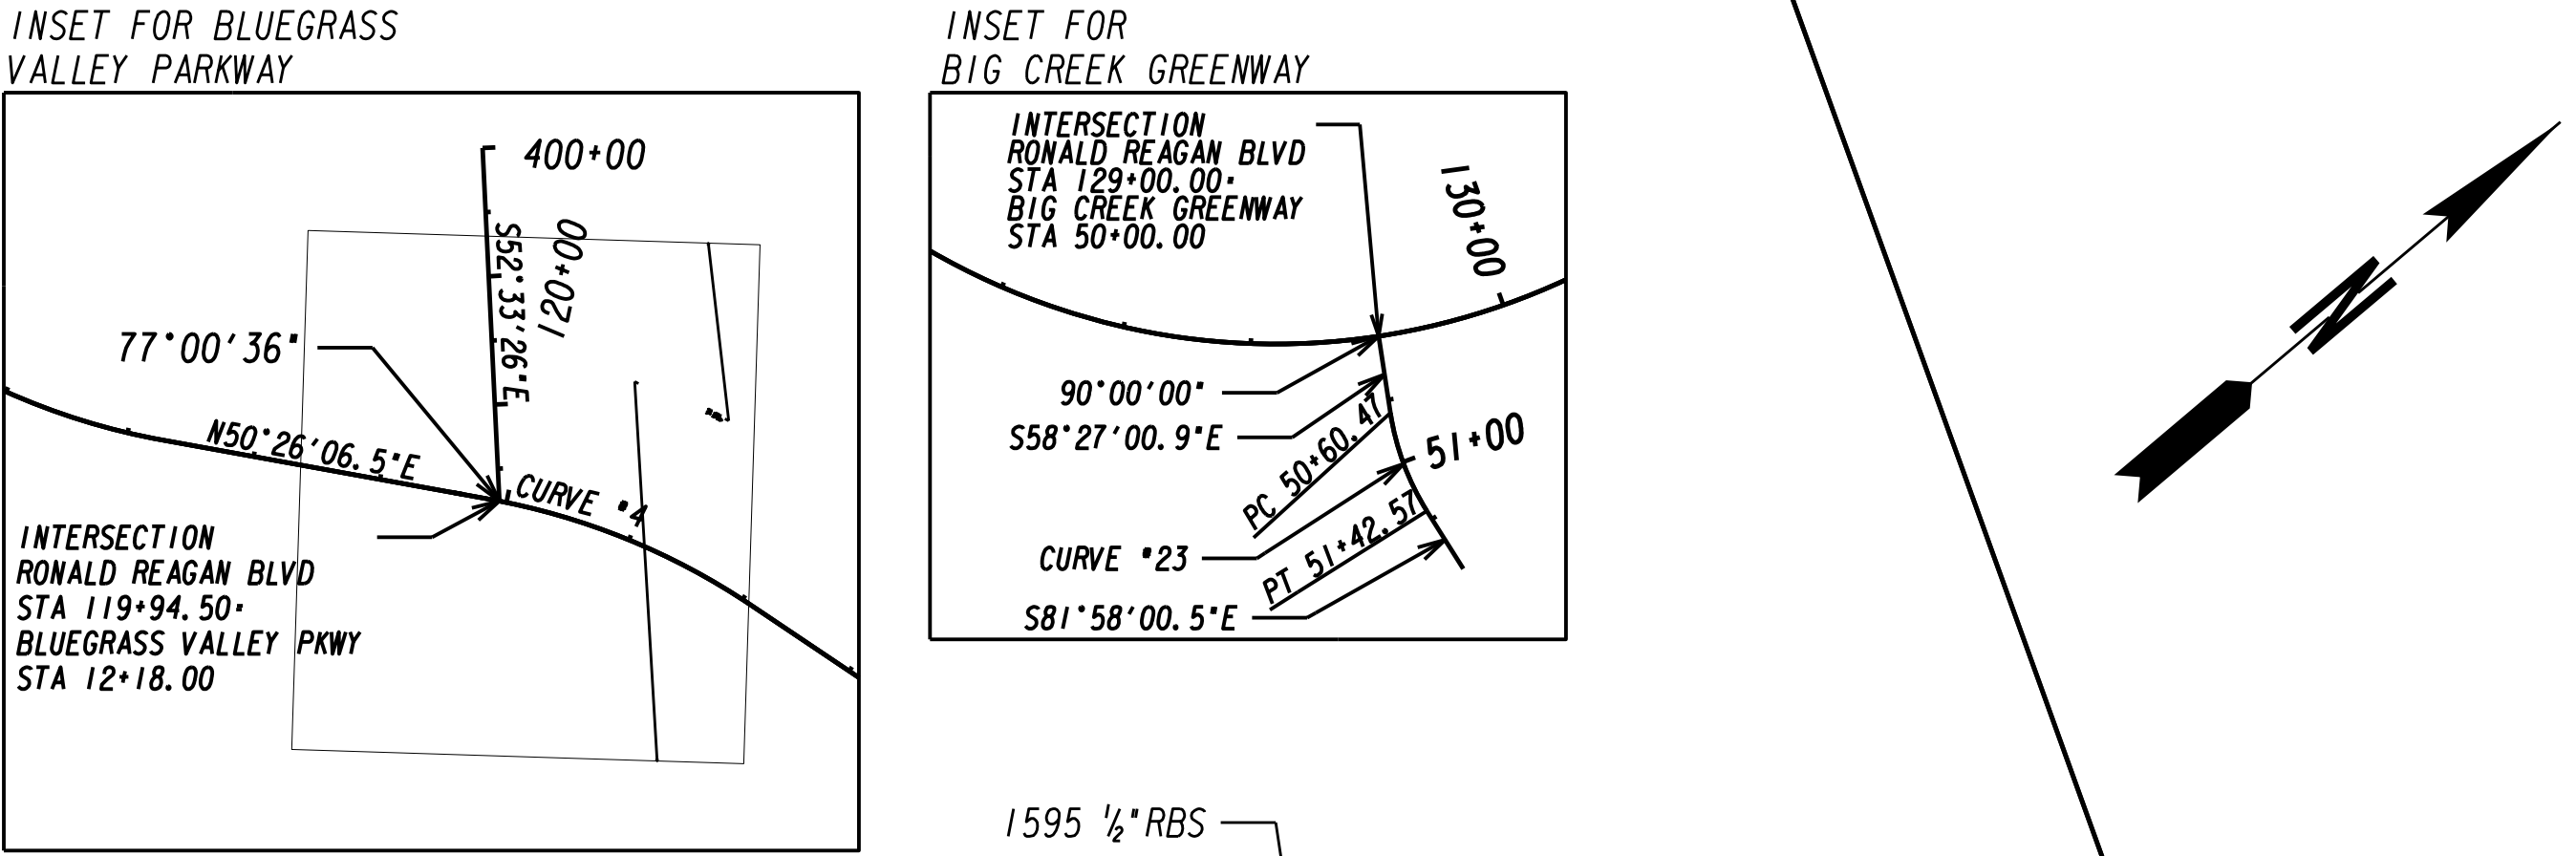 INSET FOR BLUEGRASS
VALLEY PARKWAY
400+00
S52°33'26"E
120+00
77°00'36"
N50°26'06.5"E
CURVE #4
INTERSECTION
RONALD REAGAN BLVD
STA 119+94.50=
BLUEGRASS VALLEY PKWY
STA 12+18.00
INSET FOR
BIG CREEK GREENWAY
INTERSECTION
RONALD REAGAN BLVD
STA 129+00.00=
BIG CREEK GREENWAY
STA 50+00.00
130+00
90°00'00"
S58°27'00.9"E
PC 50+60.47
51+00
CURVE #23
PT 51+42.57
S81°58'00.5"E
1595 ½"RBS
N